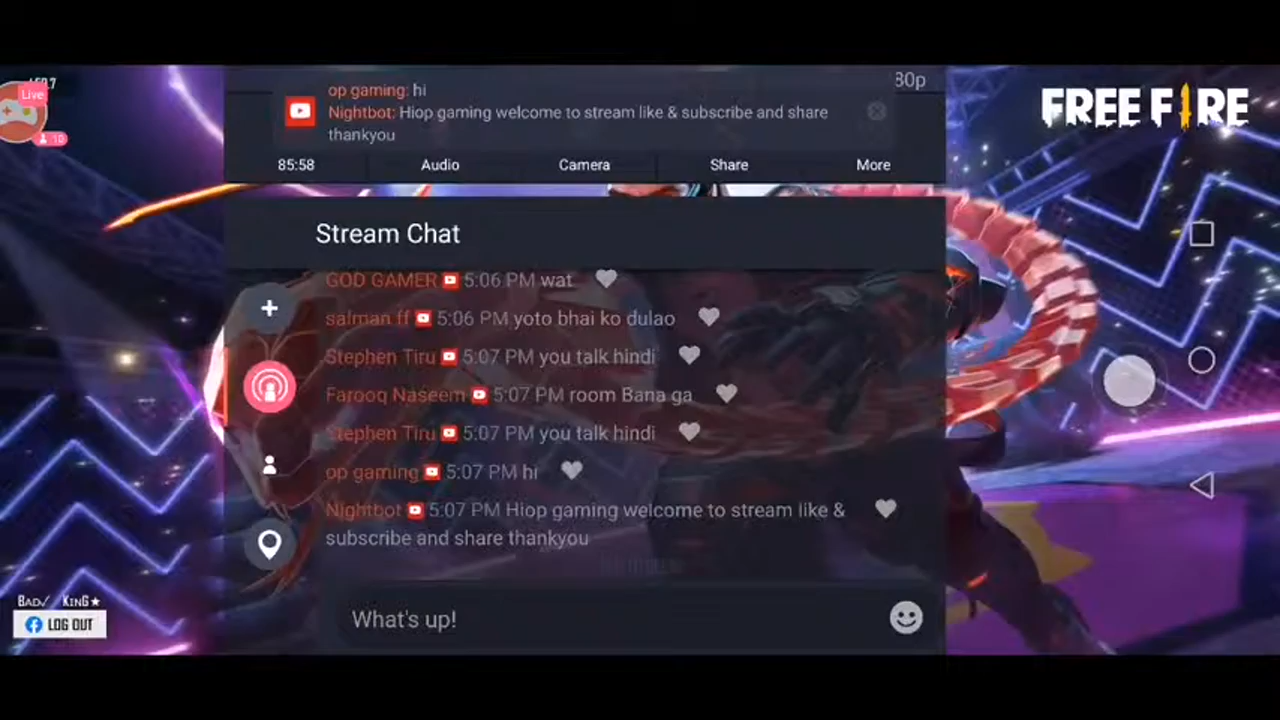 Live
10
op gaming: hi
Nightbot: Hiop gaming welcome to stream like & subscribe and share
thankyou
FREE FIRE
85:58
Audio
Camera
Share
More
Stream Chat
GOD GAMER 5:06 PM wat
salman ff 5:06 PM yoto bhai ko dulao
Stephen Tiru 5:07 PM you talk hindi
Farooq Naseem 5:07 PM room Bana ga
Stephen Tiru 5:07 PM you talk hindi
op gaming 5:07 PM hi
Nightbot 5:07 PM Hiop gaming welcome to stream like &
subscribe and share thankyou
What's up!
BAD✓ KinG★
LOG OUT